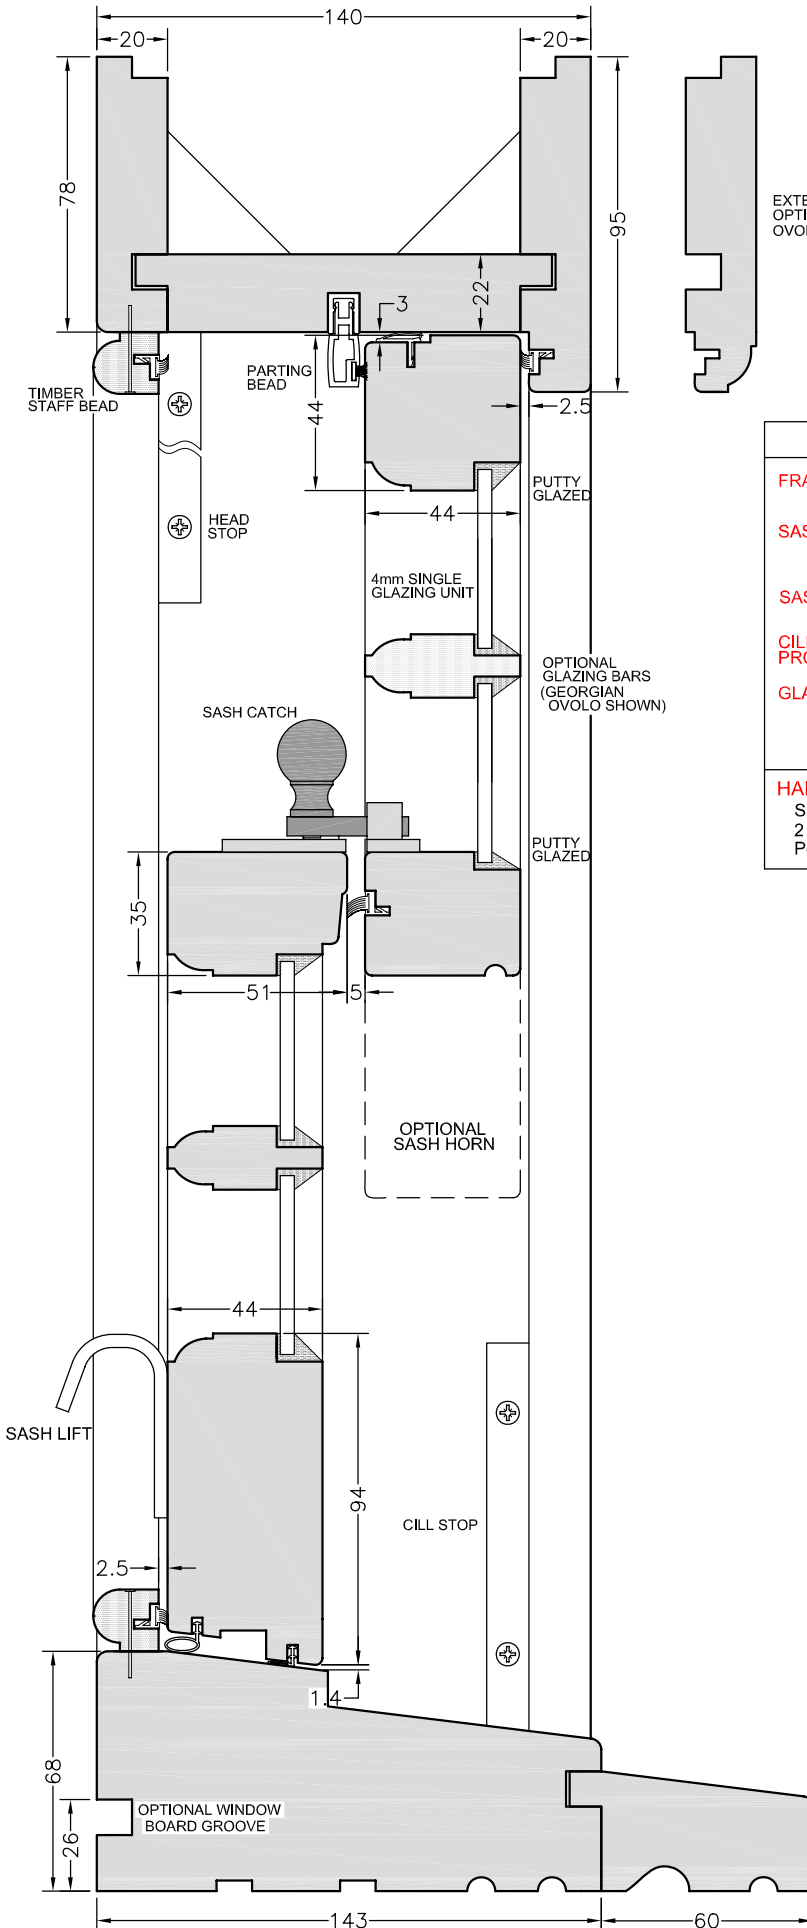 140
20
20
78
95
EXTE
OPTI
OVOL
22
3
PARTING
BEAD
TIMBER
STAFF BEAD
44
2.5
PUTTY
GLAZED
44
HEAD
STOP
4mm SINGLE
GLAZING UNIT
FRA
SAS
SAS
CIL
PRO
GLA
OPTIONAL
GLAZING BARS
(GEORGIAN
OVOLO SHOWN)
SASH CATCH
HAR
S
2
P
PUTTY
GLAZED
35
51
5
OPTIONAL
SASH HORN
44
SASH LIFT
94
CILL STOP
2.5
1.4
68
26
OPTIONAL WINDOW
BOARD GROOVE
143
60